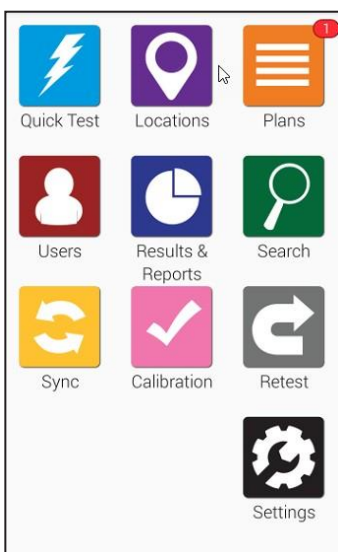 1
Quick Test
Locations
Plans
Users
Results &
Reports
Search
Sync
Calibration
Retest
Settings